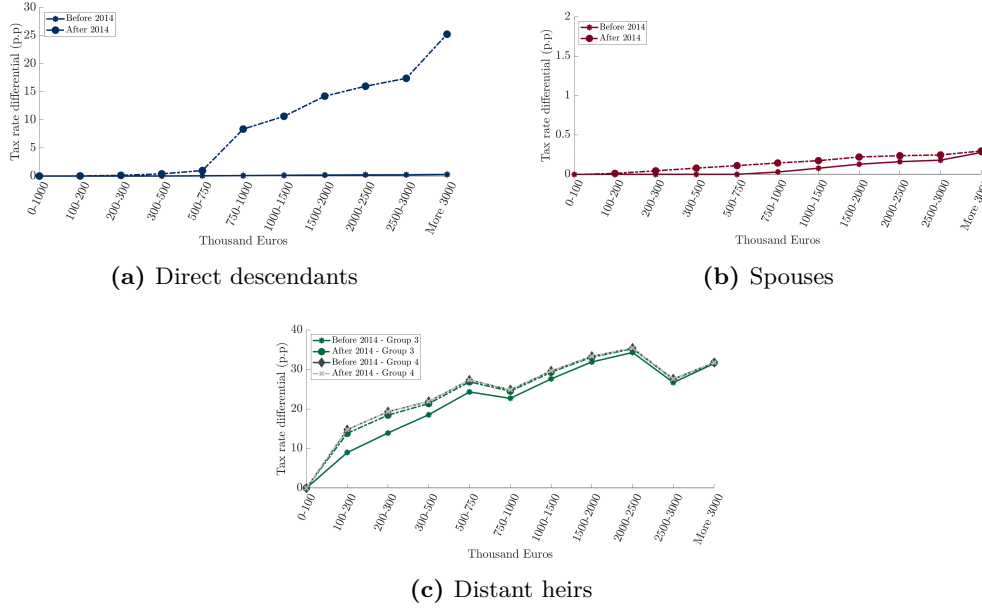 Before 2014
After 2014
Tax rate differential (p.p)
30
25
20
15
10
5
0
0-1000
100-200
200-300
300-500
500-750
750-1000
1000-1500
1500-2000
2000-2500
2500-3000
More 3000
Thousand Euros
(a) Direct descendants
Before 2014
After 2014
Tax rate differential (p.p)
2
1.5
1
0.5
0
0-100
100-200
200-300
300-500
500-750
750-1000
1000-1500
1500-2000
2000-2500
2500-3000
More 3000
Thousand Euros
(b) Spouses
Before 2014 - Group 3
After 2014 - Group 3
Before 2014 - Group 4
After 2014 - Group 4
Tax rate differential (p.p)
40
30
20
10
0
0-100
100-200
200-300
300-500
500-750
750-1000
1000-1500
1500-2000
2000-2500
2500-3000
More 3000
Thousand Euros
(c) Distant heirs